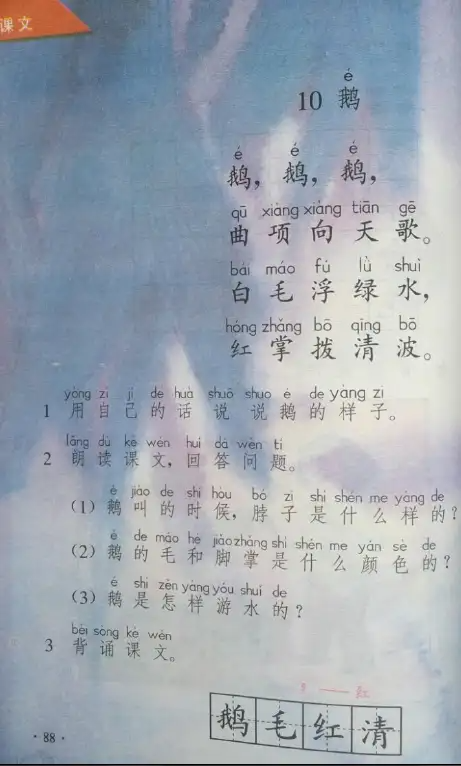 课文
é
10 鹅
é é é
鹅，鹅，鹅，
qū xiàng xiàng tiān gē
曲项向天歌。
bái máo fú lǜ shuǐ
白毛浮绿水，
hóng zhǎng bō qīng bō
红掌拨清波。
yòng zì jǐ de huà shuō shuo é de yàng zi
1 用自己的话说说鹅的样子。
lǎng dú kè wén huí dá wèn tí
2 朗读课文，回答问题。
é jiào de shí hou bó zi shì shén me yàng de
（1）鹅叫的时候，脖子是什么样的？
é de máo hé jiǎo zhǎng shì shén me yán sè de
（2）鹅的毛和脚掌是什么颜色的？
é shì zěn yàng yóu shuǐ de
（3）鹅是怎样游水的？
bèi sòng kè wén
3 背诵课文。
鹅毛红清
· 88 ·